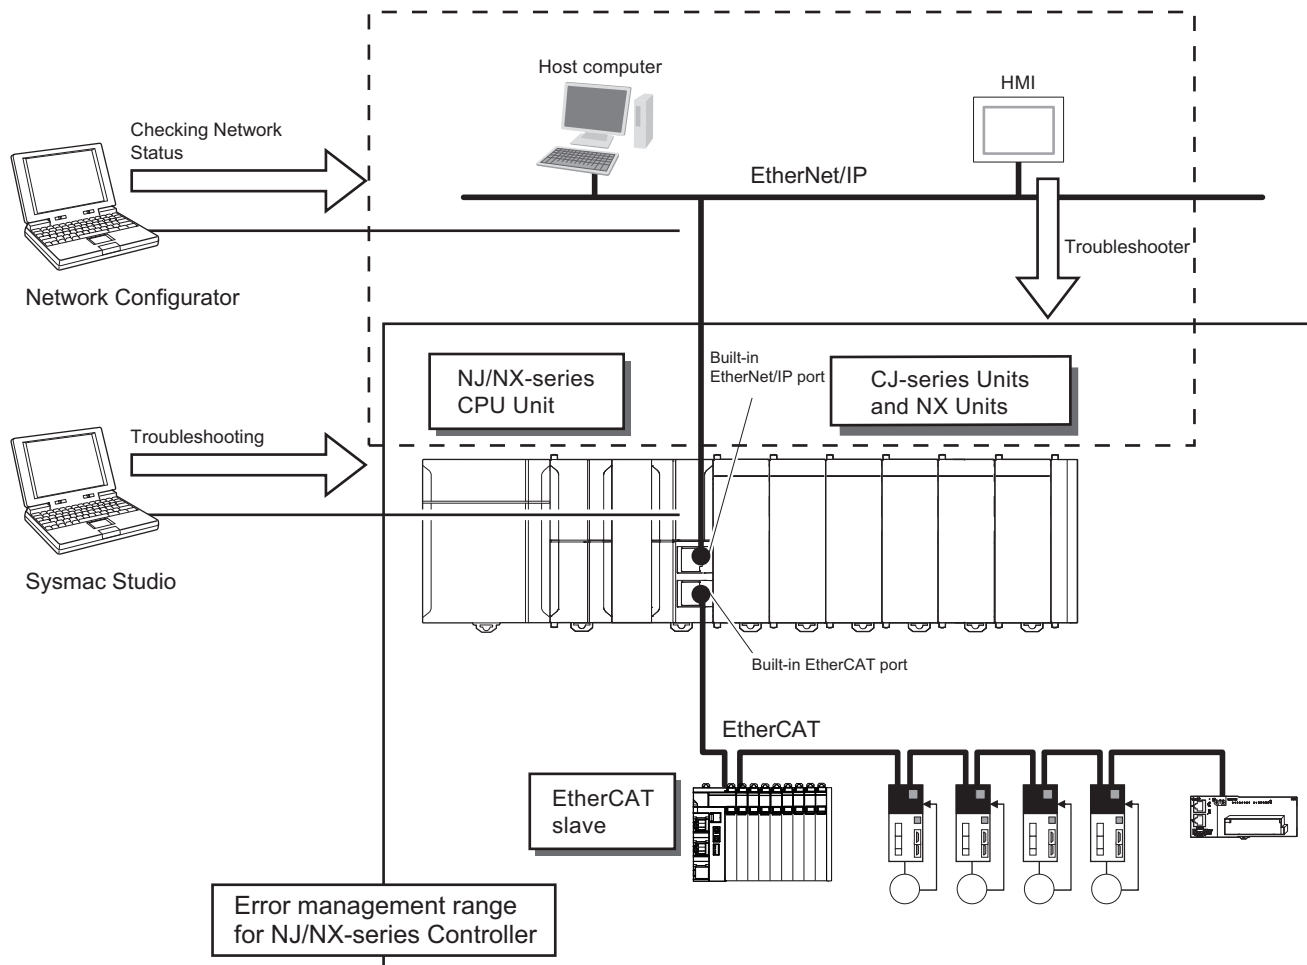 Host computer
HMI
Checking Network
Status
EtherNet/IP
Troubleshooter
Network Configurator
Built-in
EtherNet/IP port
NJ/NX-series
CPU Unit
CJ-series Units
and NX Units
Troubleshooting
Sysmac Studio
Built-in EtherCAT port
EtherCAT
EtherCAT
slave
Error management range
for NJ/NX-series Controller